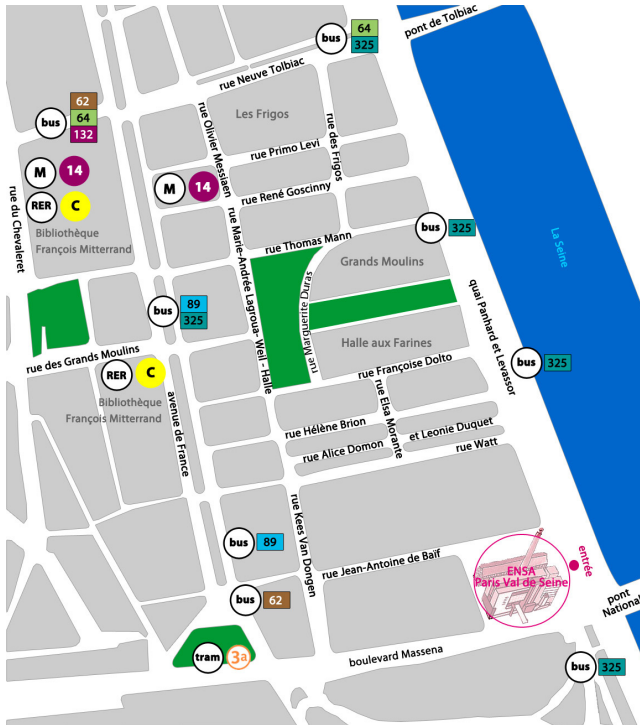 pont de Tolbiac
bus
64
325
rue Neuve Tolbiac
62
64
132
bus
Les Frigos
rue Olivier Messiaen
rue des Frigos
rue Primo Levi
M
14
M
14
rue René Goscinny
RER
C
rue du Chevaleret
Bibliothèque
François Mitterrand
rue Thomas Mann
bus
325
La Seine
Grands Moulins
rue Marie-Andrée Lagroua- Weil - Halle
rue Marguerite Duras
quai Panhard et Levassor
bus
89
325
Halle aux Farines
rue des Grands Moulins
rue Françoise Dolto
bus
325
RER
C
Bibliothèque
François Mitterrand
avenue de France
rue Elsa Morante
rue Hélène Brion
et Leonie Duquet
rue Alice Domon
rue Watt
rue Kees Van Dongen
bus
89
rue Jean-Antoine de Baïf
ENSA
Paris Val de Seine
entrée
bus
62
pont
National
tram
3a
boulevard Massena
bus
325